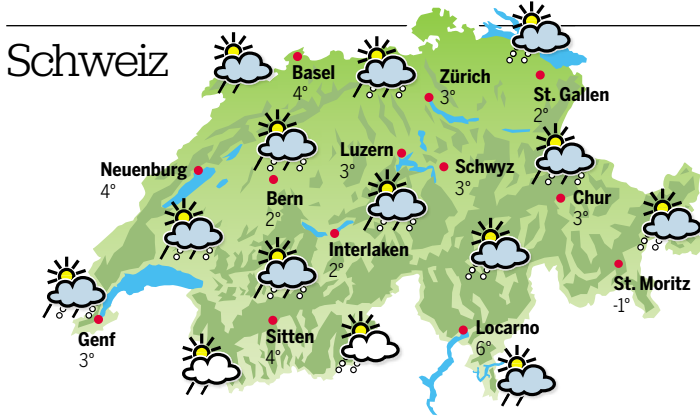 Schweiz
Basel
4°
Zürich
3°
St. Gallen
2°
Luzern
3°
Schwyz
3°
Neuenburg
4°
Bern
2°
Chur
3°
Interlaken
2°
St. Moritz
-1°
Genf
3°
Sitten
4°
Locarno
6°